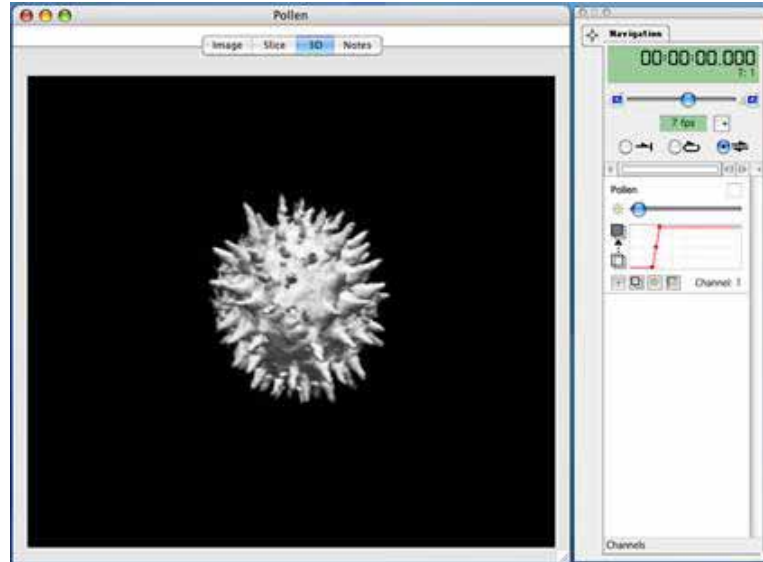 Pollen
Image Slice 3D Notes
Navigation
00:00:00.000
T: 1
7 fps
Pollen
Channel: 1
Channels